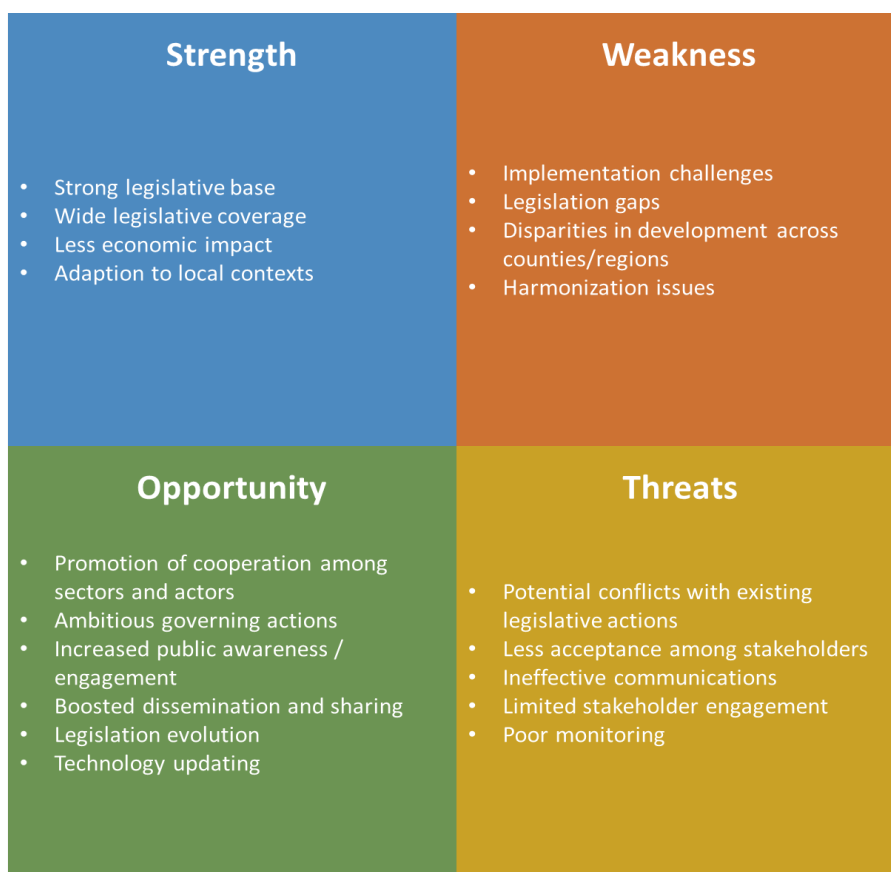 Strength
• Strong legislative base
• Wide legislative coverage
• Less economic impact
• Adaption to local contexts
Weakness
• Implementation challenges
• Legislation gaps
• Disparities in development across
counties/regions
• Harmonization issues
Opportunity
• Promotion of cooperation among
sectors and actors
• Ambitious governing actions
• Increased public awareness /
engagement
• Boosted dissemination and sharing
• Legislation evolution
• Technology updating
Threats
• Potential conflicts with existing
legislative actions
• Less acceptance among stakeholders
• Ineffective communications
• Limited stakeholder engagement
• Poor monitoring